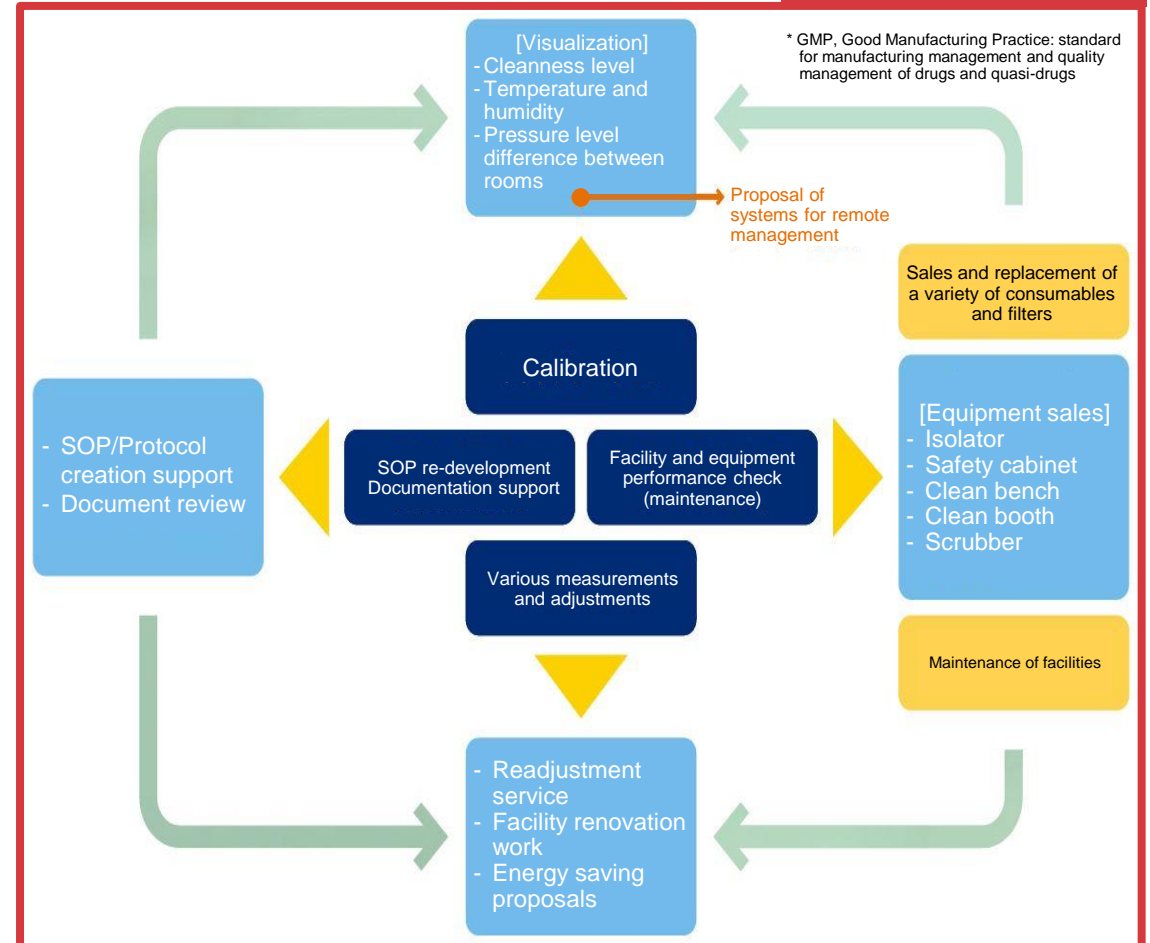 [Visualization]
- Cleanness level
- Temperature and
humidity
- Pressure level
difference between
rooms
* GMP, Good Manufacturing Practice: standard
for manufacturing management and quality
management of drugs and quasi-drugs
Proposal of
systems for remote
management
Sales and replacement of
a variety of consumables
and filters
Calibration
- SOP/Protocol
creation support
- Document review
SOP re-development
Documentation support
Facility and equipment
performance check
(maintenance)
[Equipment sales]
- Isolator
- Safety cabinet
- Clean bench
- Clean booth
- Scrubber
Various measurements
and adjustments
Maintenance of facilities
- Readjustment
service
- Facility renovation
work
- Energy saving
proposals